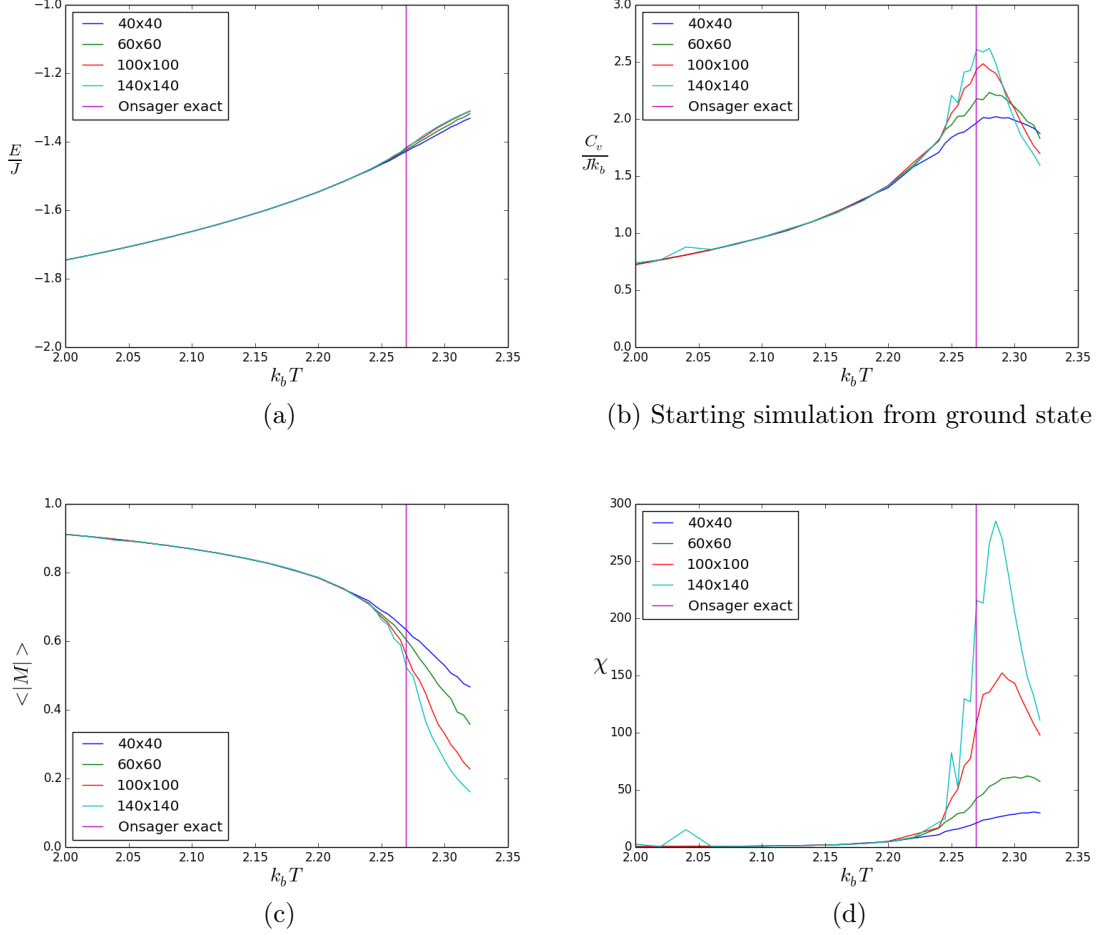 −1.0
−1.2
−1.4
−1.6
−1.8
−2.0
E
J
40x40
60x60
100x100
140x140
Onsager exact
2.00 2.05 2.10 2.15 2.20 2.25 2.30 2.35
k_b T
(a)
3.0
2.5
2.0
1.5
1.0
0.5
0.0
C_v
Jk_b
40x40
60x60
100x100
140x140
Onsager exact
2.00 2.05 2.10 2.15 2.20 2.25 2.30 2.35
k_b T
(b) Starting simulation from ground state
1.0
0.8
0.6
0.4
0.2
0.0
<|M|>
40x40
60x60
100x100
140x140
Onsager exact
2.00 2.05 2.10 2.15 2.20 2.25 2.30 2.35
k_b T
(c)
300
250
200
150
100
50
0
χ
40x40
60x60
100x100
140x140
Onsager exact
2.00 2.05 2.10 2.15 2.20 2.25 2.30 2.35
k_b T
(d)